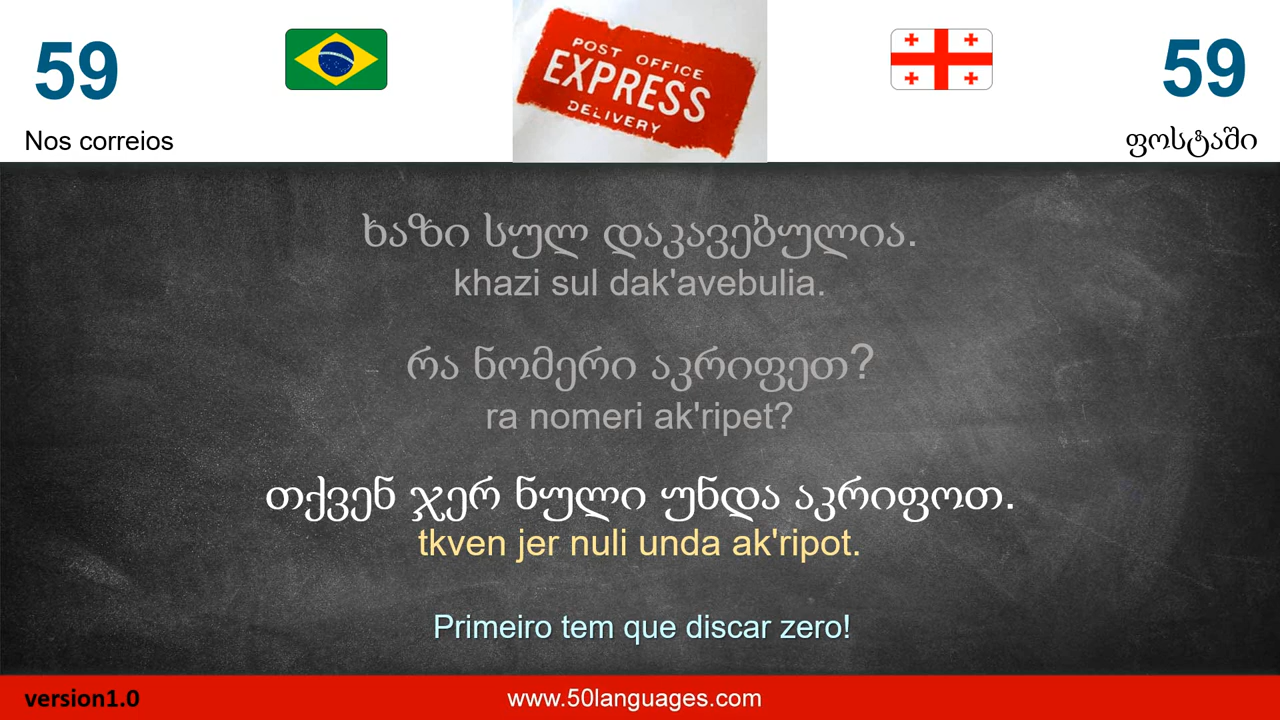 59
59
Nos correios
ფოსტაში
POST OFFICE
EXPRESS
DELIVERY
ხაზი სულ დაკავებულია.
khazi sul dak'avebulia.
რა ნომერი აკრიფეთ?
ra nomeri ak'ripet?
თქვენ ჯერ ნული უნდა აკრიფოთ.
tkven jer nuli unda ak'ripot.
Primeiro tem que discar zero!
version1.0
www.50languages.com